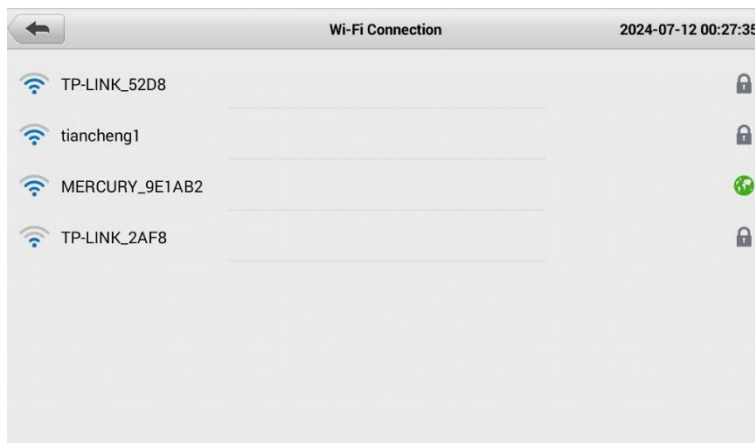 Wi-Fi Connection 2024-07-12 00:27:35
TP-LINK_52D8
tiancheng1
MERCURY_9E1AB2
TP-LINK_2AF8